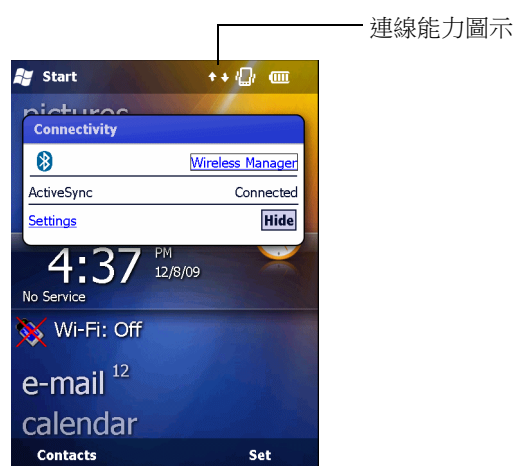 連線能力圖示
Start
pictures
Connectivity
Wireless Manager
ActiveSync Connected
Settings Hide
4:37 PM
12/8/09
No Service
Wi-Fi: Off
e-mail 12
calendar
Contacts Set